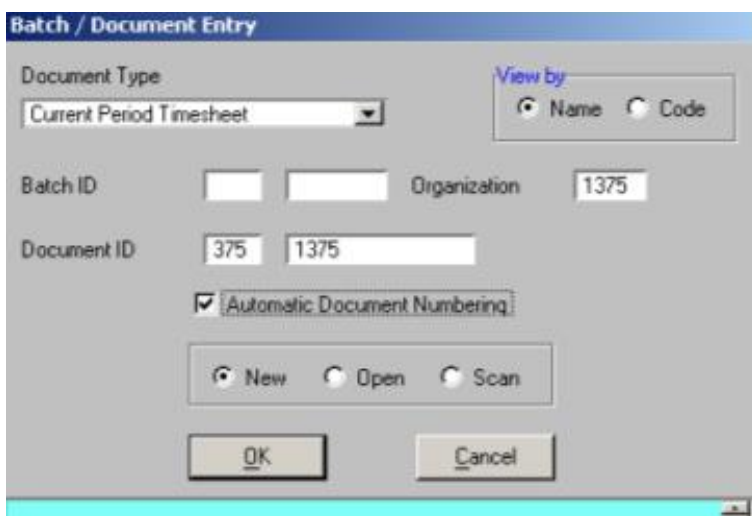 Batch / Document Entry
Document Type
View by
Current Period Timesheet
Name Code
Batch ID Organization 1375
Document ID 375 1375
Automatic Document Numbering
New Open Scan
OK Cancel